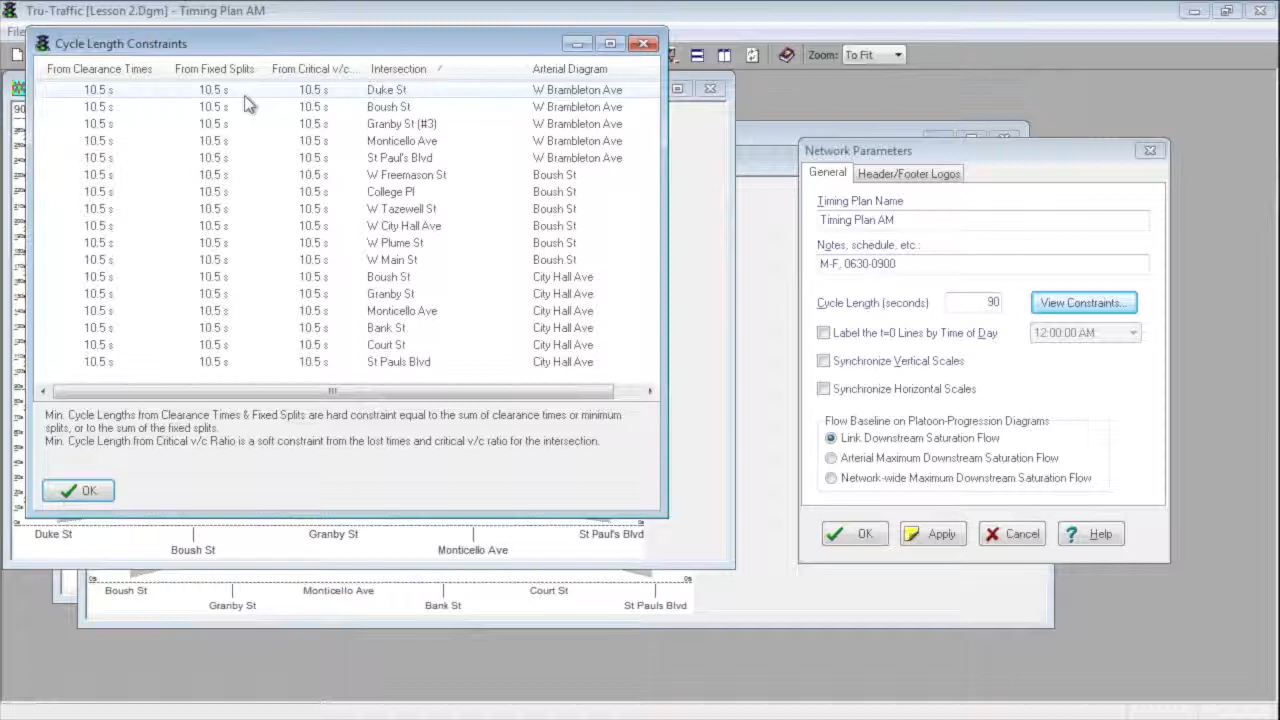 Tru-Traffic [Lesson 2.Dgm] - Timing Plan AM
File
Zoom: To Fit
Cycle Length Constraints
From Clearance Times From Fixed Splits From Critical v/c... Intersection Arterial Diagram
10.5 s 10.5 s 10.5 s Duke St W Brambleton Ave
10.5 s 10.5 s 10.5 s Boush St W Brambleton Ave
10.5 s 10.5 s 10.5 s Granby St (#3) W Brambleton Ave
10.5 s 10.5 s 10.5 s Monticello Ave W Brambleton Ave
10.5 s 10.5 s 10.5 s St Paul's Blvd W Brambleton Ave
10.5 s 10.5 s 10.5 s W Freemason St Boush St
10.5 s 10.5 s 10.5 s College Pl Boush St
10.5 s 10.5 s 10.5 s W Tazewell St Boush St
10.5 s 10.5 s 10.5 s W City Hall Ave Boush St
10.5 s 10.5 s 10.5 s W Plume St Boush St
10.5 s 10.5 s 10.5 s W Main St Boush St
10.5 s 10.5 s 10.5 s Boush St City Hall Ave
10.5 s 10.5 s 10.5 s Granby St City Hall Ave
10.5 s 10.5 s 10.5 s Monticello Ave City Hall Ave
10.5 s 10.5 s 10.5 s Bank St City Hall Ave
10.5 s 10.5 s 10.5 s Court St City Hall Ave
10.5 s 10.5 s 10.5 s St Pauls Blvd City Hall Ave
Min. Cycle Lengths from Clearance Times & Fixed Splits are hard constraint equal to the sum of clearance times or minimum
splits, or to the sum of the fixed splits.
Min. Cycle Length from Critical v/c Ratio is a soft constraint from the lost times and critical v/c ratio for the intersection.
OK
Network Parameters
General Header/Footer Logos
Timing Plan Name
Timing Plan AM
Notes, schedule, etc.:
M-F, 0630-0900
Cycle Length (seconds) 90 View Constraints...
Label the t=0 Lines by Time of Day 12:00:00 AM
Synchronize Vertical Scales
Synchronize Horizontal Scales
Flow Baseline on Platoon-Progression Diagrams
Link Downstream Saturation Flow
Arterial Maximum Downstream Saturation Flow
Network-wide Maximum Downstream Saturation Flow
OK Apply Cancel Help
Duke St Granby St St Paul's Blvd
Boush St Monticello Ave
0s 0s
Boush St Monticello Ave Court St
Granby St Bank St St Pauls Blvd